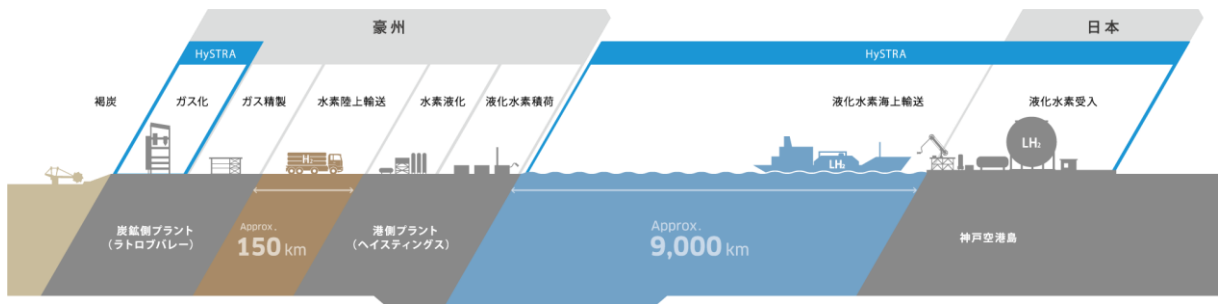 豪州
日本
HySTRA
HySTRA
褐炭
ガス化
ガス精製
水素陸上輸送
水素液化
液化水素積荷
液化水素海上輸送
液化水素受入
H₂
LH₂
LH₂
炭鉱側プラント
(ラトロブバレー)
Approx.
150 km
港側プラント
(ヘイスティングス)
Approx.
9,000 km
神戸空港島